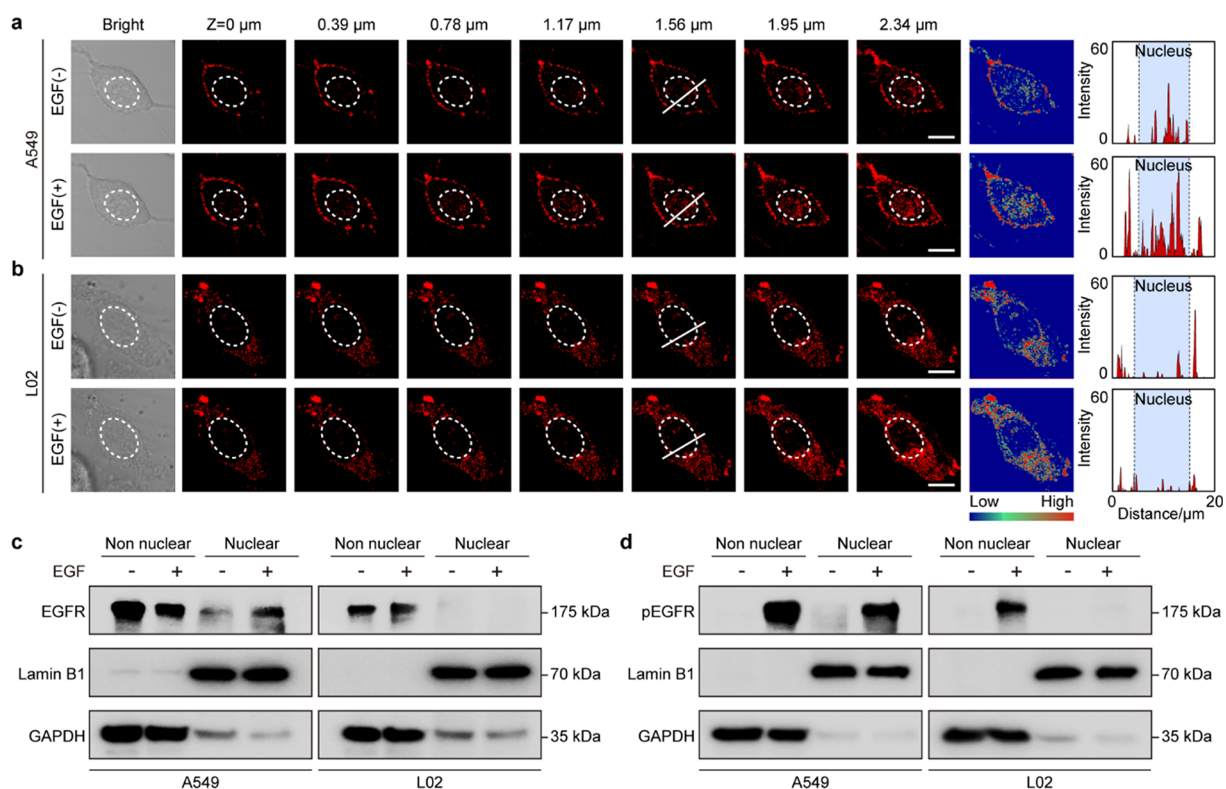 a
Bright Z=0 μm 0.39 μm 0.78 μm 1.17 μm 1.56 μm 1.95 μm 2.34 μm
A549
EGF(-)
60
Nucleus
Intensity
0
EGF(+)
60
Nucleus
Intensity
0
b
L02
EGF(-)
60
Nucleus
Intensity
0
EGF(+)
60
Nucleus
Intensity
0
Low High
0 20
Distance/μm
c
Non nuclear Nuclear Non nuclear Nuclear
EGF - + - + - + - +
EGFR 175 kDa
Lamin B1 70 kDa
GAPDH 35 kDa
A549 L02
d
Non nuclear Nuclear Non nuclear Nuclear
EGF - + - + - + - +
pEGFR 175 kDa
Lamin B1 70 kDa
GAPDH 35 kDa
A549 L02